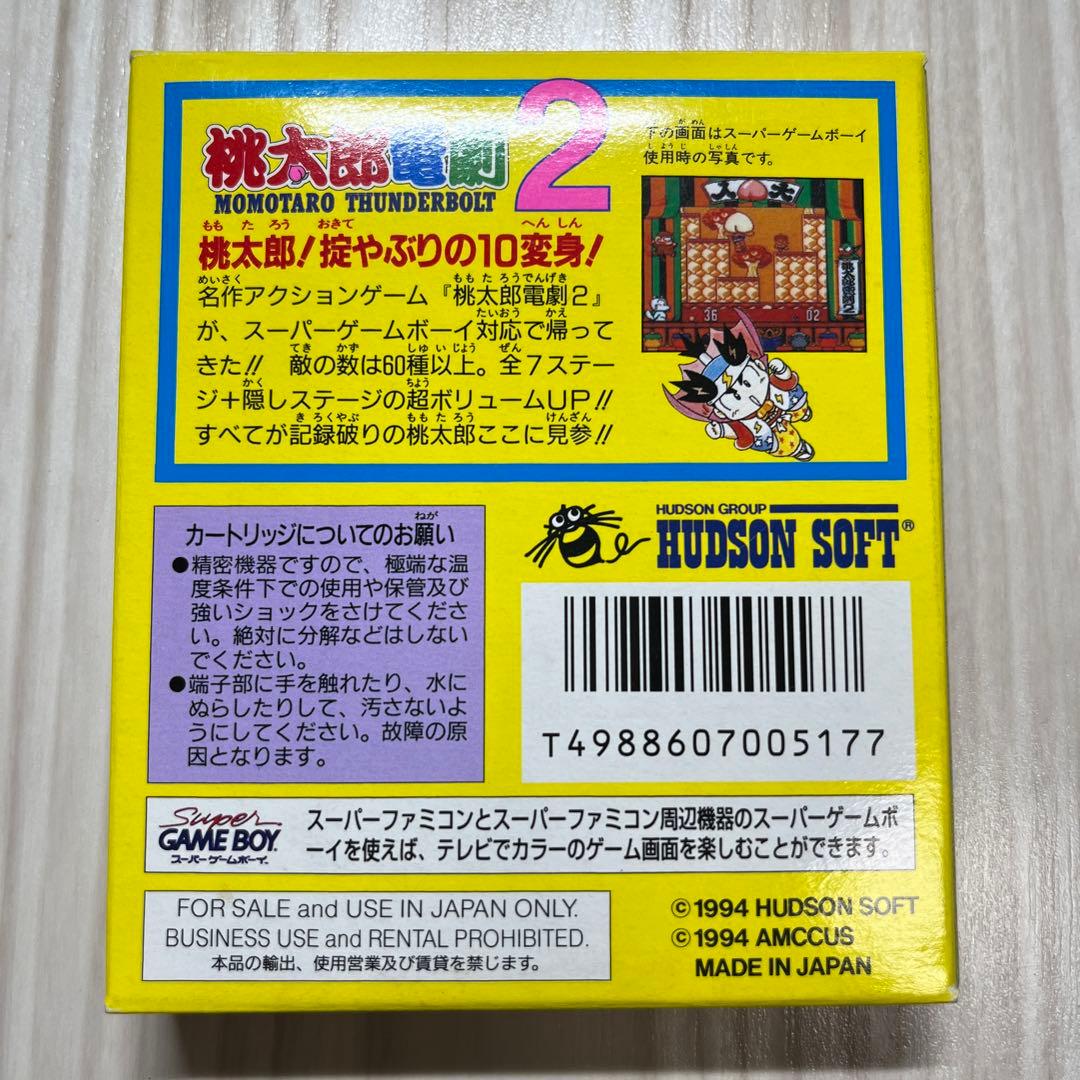 桃太郎電劇2
MOMOTARO THUNDERBOLT
下の画面はスーパーゲームボーイ
使用時の写真です。
桃太郎!掟やぶりの10変身!
名作アクションゲーム『桃太郎電劇2』
が、スーパーゲームボーイ対応で帰って
きた!! 敵の数は60種以上。全7ステー
ジ+隠しステージの超ボリュームUP!!
すべてが記録破りの桃太郎ここに見参!!
36 02
桃太郎電劇2
カートリッジについてのお願い
●精密機器ですので、極端な温
度条件下での使用や保管及び
強いショックをさけてくださ
い。絶対に分解などはしない
でください。
●端子部に手を触れたり、水に
ぬらしたりして、汚さないよ
うにしてください。故障の原
因となります。
HUDSON GROUP
HUDSON SOFT®
T4988607005177
Super
GAME BOY
スーパーゲームボーイ
スーパーファミコンとスーパーファミコン周辺機器のスーパーゲームボ
ーイを使えば、テレビでカラーのゲーム画面を楽しむことができます。
FOR SALE and USE IN JAPAN ONLY.
BUSINESS USE and RENTAL PROHIBITED.
本品の輸出、使用営業及び賃貸を禁じます。
©1994 HUDSON SOFT
©1994 AMCCUS
MADE IN JAPAN